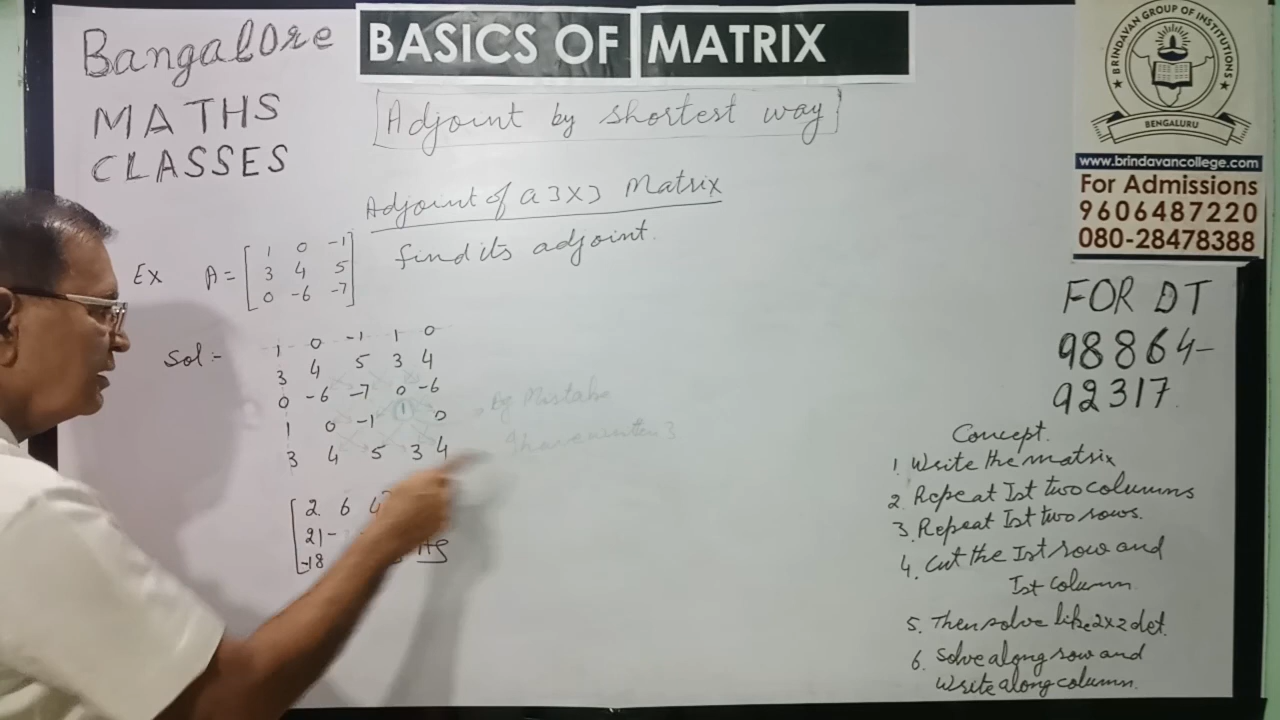 Bangalore
MATHS
CLASSES
BASICS OF MATRIX
[Adjoint by shortest way]
Adjoint of a 3x3 Matrix
Ex A = [ 1 0 -1
3 4 5
0 -6 -7 ]
find its adjoint.
Sol:-
1 0 -1 1 0
3 4 5 3 4
0 -6 -7 0 -6
1 0 -1 1 0
3 4 5 3 4
By Mistake
I have written 3
2 6 4
21 -
-18
BRINDAVAN GROUP OF INSTITUTIONS
BENGALURU
www.brindavancollege.com
For Admissions
9606487220
080-28478388
FOR DT
98864-
92317
Concept.
1. Write the matrix
2. Repeat Ist two columns
3. Repeat Ist two rows.
4. Cut the Ist row and
Ist column
5. Then solve like 2x2 det.
6. Solve along row and
Write along column.